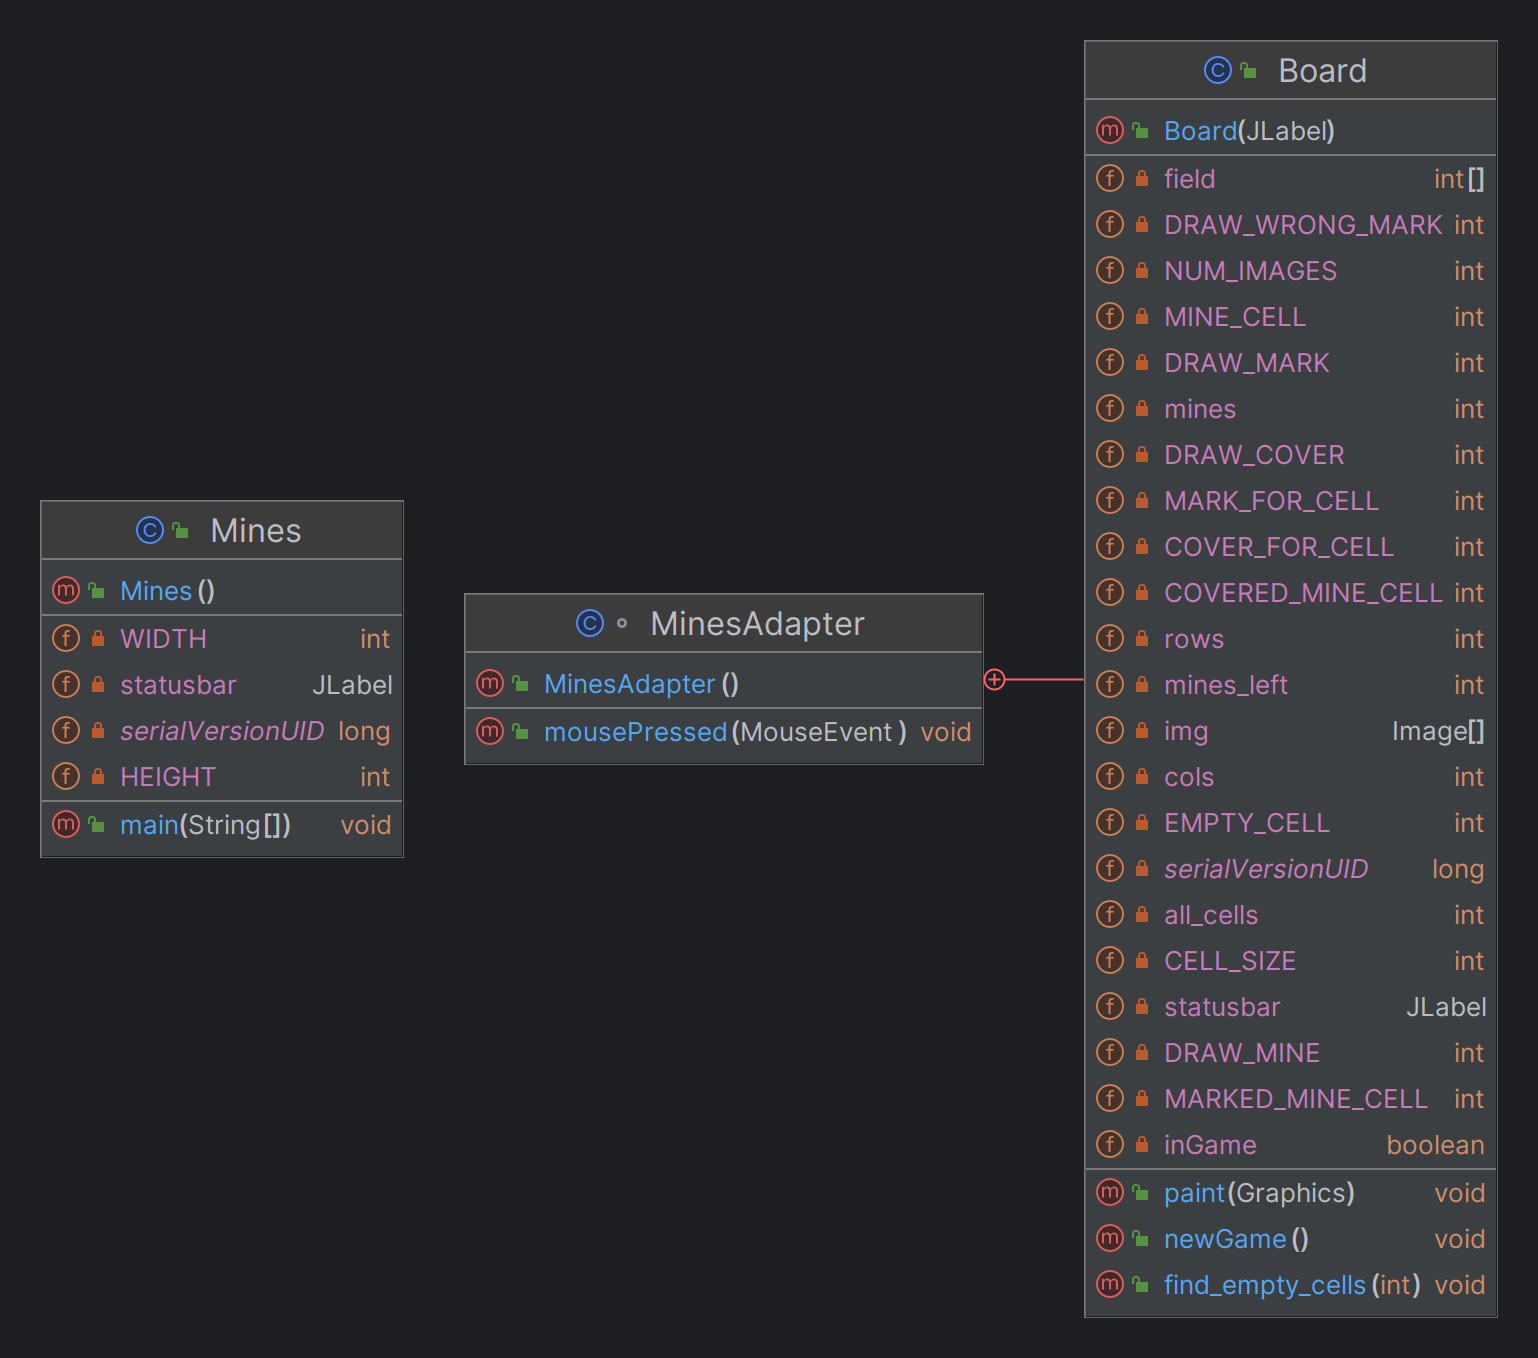 Mines
Mines()
WIDTH int
statusbar JLabel
serialVersionUID long
HEIGHT int
main(String[]) void
MinesAdapter
MinesAdapter()
mousePressed(MouseEvent) void
Board
Board(JLabel)
field int[]
DRAW_WRONG_MARK int
NUM_IMAGES int
MINE_CELL int
DRAW_MARK int
mines int
DRAW_COVER int
MARK_FOR_CELL int
COVER_FOR_CELL int
COVERED_MINE_CELL int
rows int
mines_left int
img Image[]
cols int
EMPTY_CELL int
serialVersionUID long
all_cells int
CELL_SIZE int
statusbar JLabel
DRAW_MINE int
MARKED_MINE_CELL int
inGame boolean
paint(Graphics) void
newGame() void
find_empty_cells(int) void